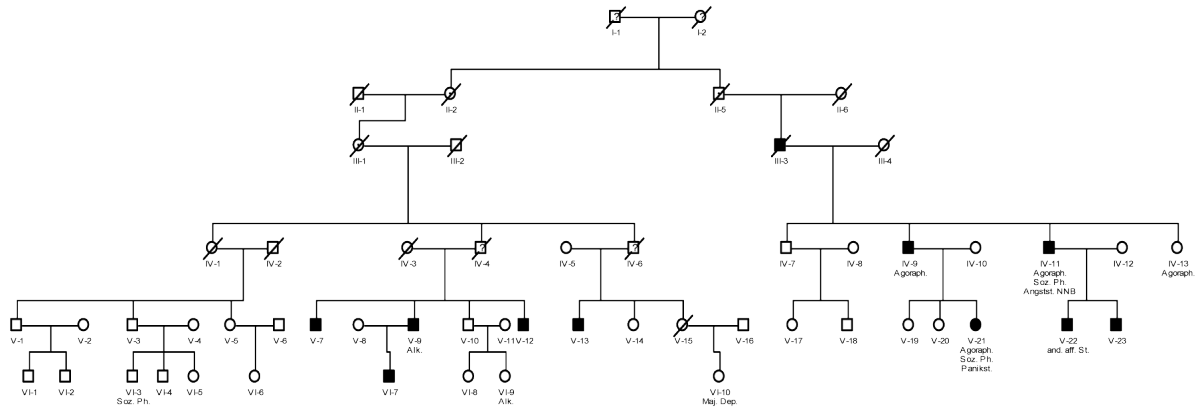 ? ?
I-1 I-2
II-1 II-2 II-5 II-6
III-1 III-2 III-3 III-4
? ?
IV-1 IV-2 IV-3 IV-4 IV-5 IV-6 IV-7 IV-8 IV-9 IV-10 IV-11 IV-12 IV-13
Agoraph. Agoraph. Agoraph.
Soz. Ph.
Angstst. NNB
V-1 V-2 V-3 V-4 V-5 V-6 V-7 V-8 V-9 V-10 V-11 V-12 V-13 V-14 V-15 V-16 V-17 V-18 V-19 V-20 V-21 V-22 V-23
Alk. Agoraph. and. aff. St.
Soz. Ph.
Panikst.
VI-1 VI-2 VI-3 VI-4 VI-5 VI-6 VI-7 VI-8 VI-9 VI-10
Soz. Ph. Alk. Maj. Dep.